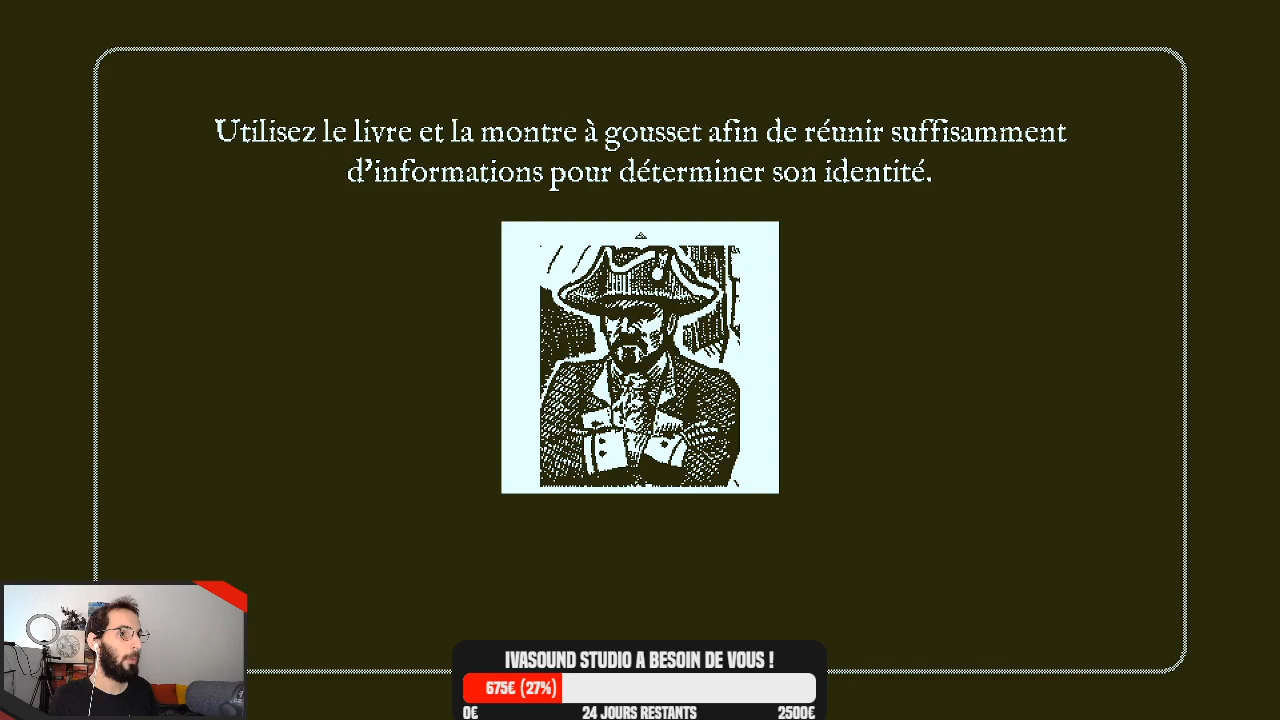 Utilisez le livre et la montre à gousset afin de réunir suffisamment
d'informations pour déterminer son identité.
IVASOUND STUDIO A BESOIN DE VOUS !
675€ (27%)
0€ 24 JOURS RESTANTS 2500€